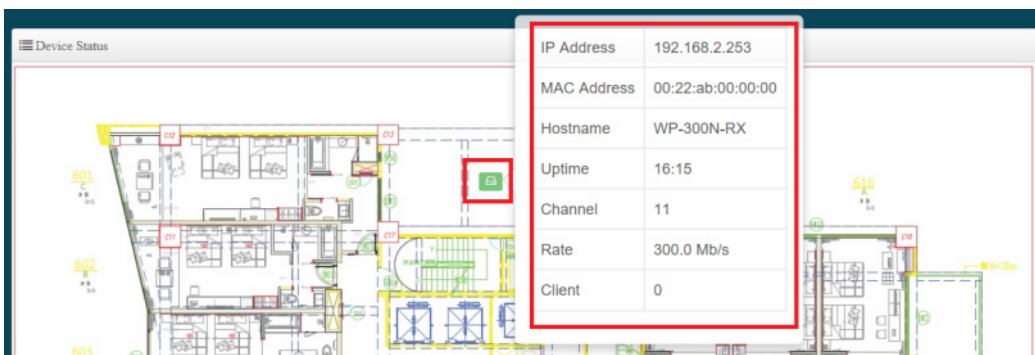 Device Status
IP Address 192.168.2.253
MAC Address 00:22:ab:00:00:00
Hostname WP-300N-RX
Uptime 16:15
Channel 11
Rate 300.0 Mb/s
Client 0
C12
C13
601
C
616
A
C11
C17
C10
602
B
603